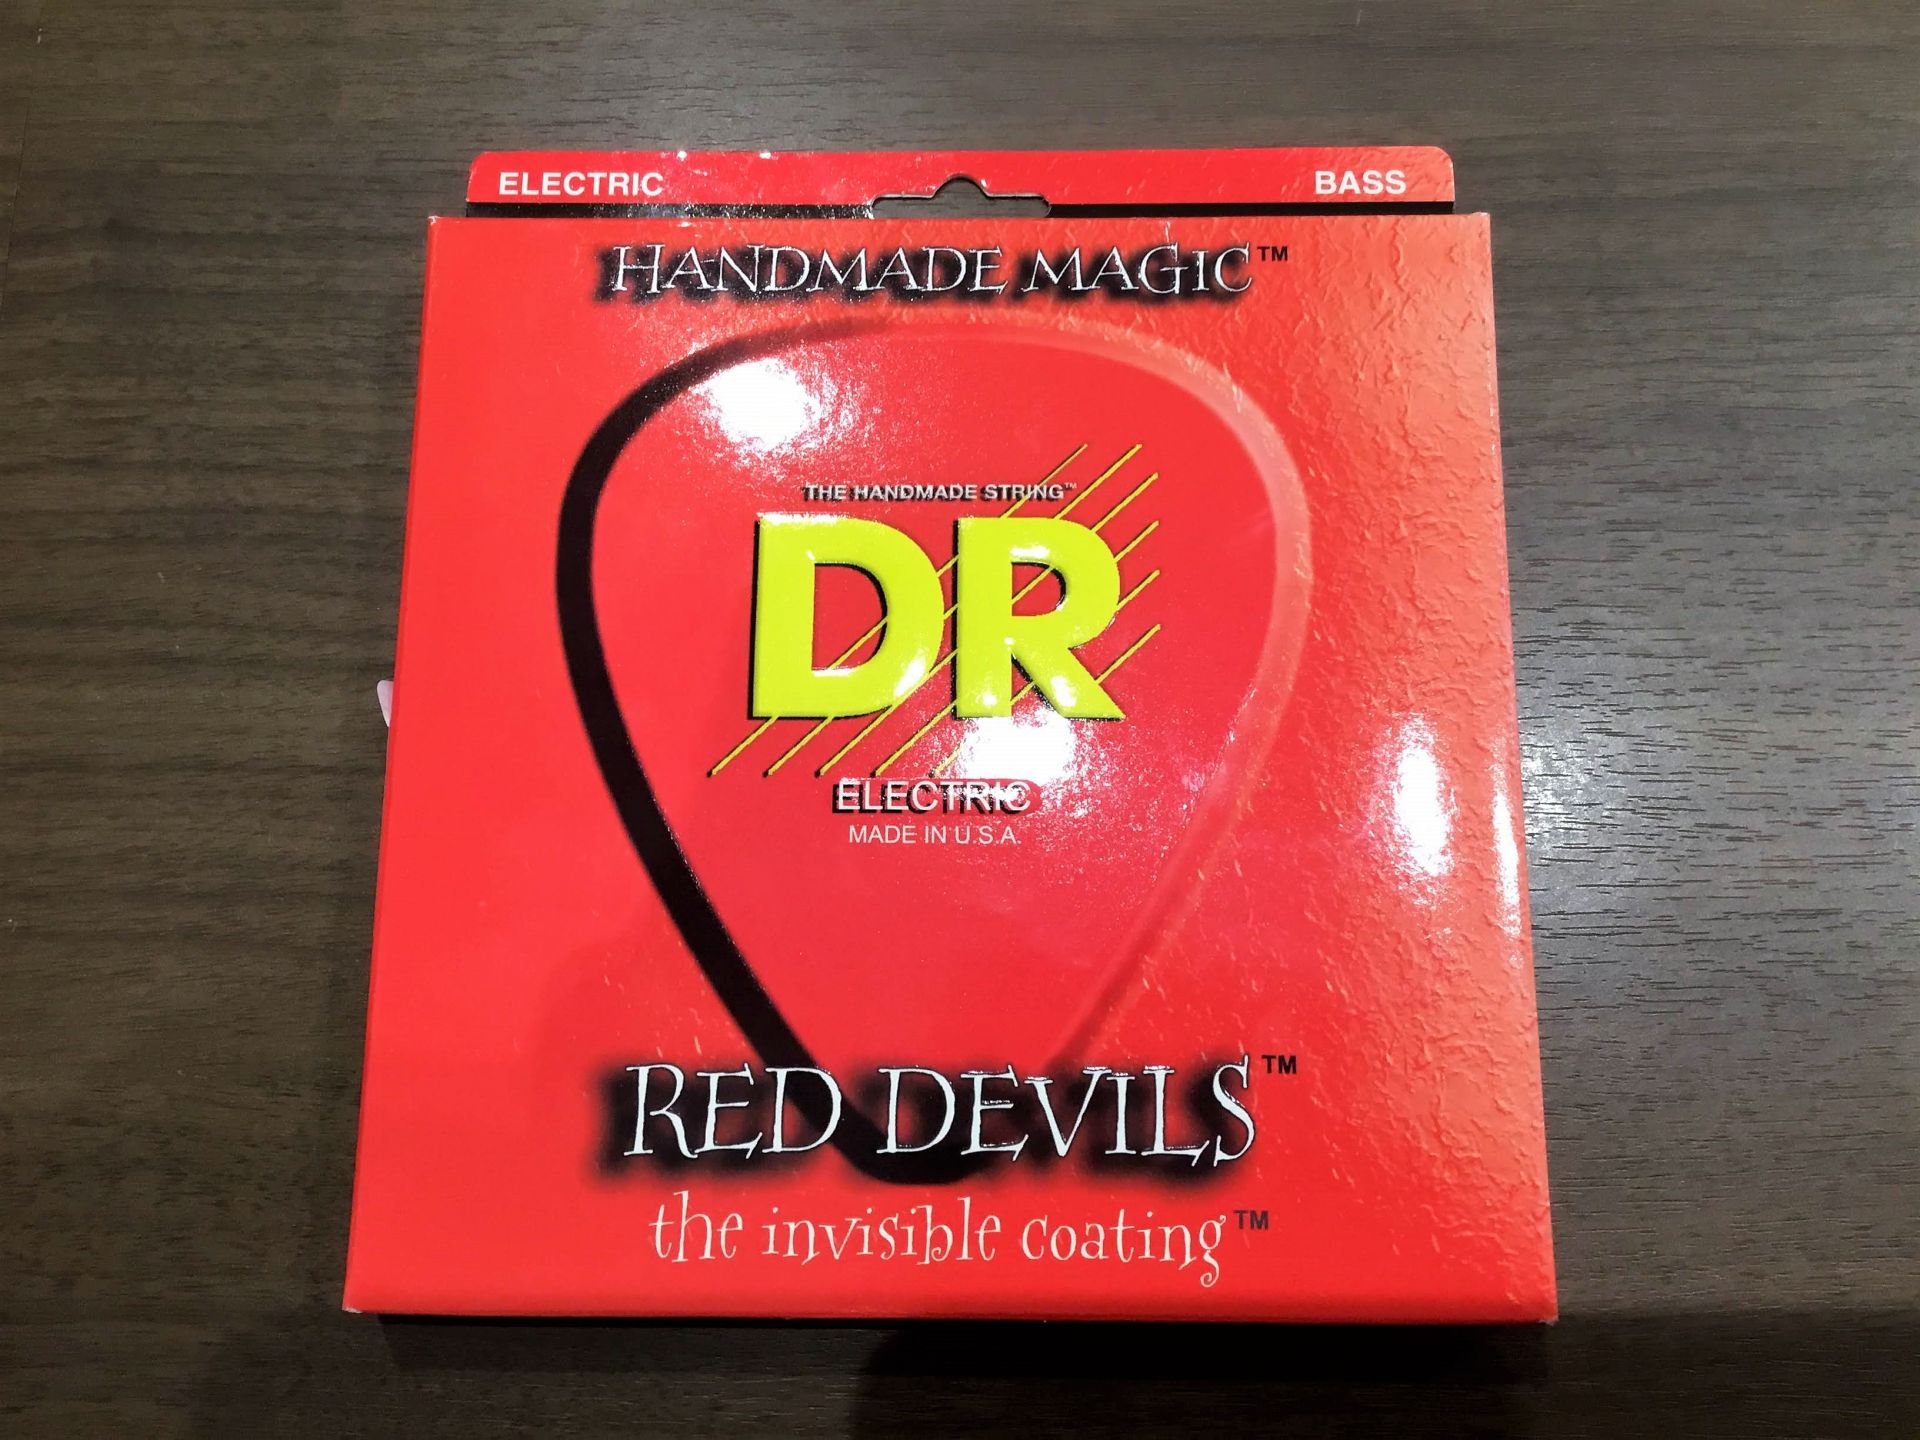 ELECTRIC BASS
HANDMADE MAGIC™
THE HANDMADE STRING™
DR
ELECTRIC
MADE IN U.S.A.
RED DEVILS™
the invisible coating™